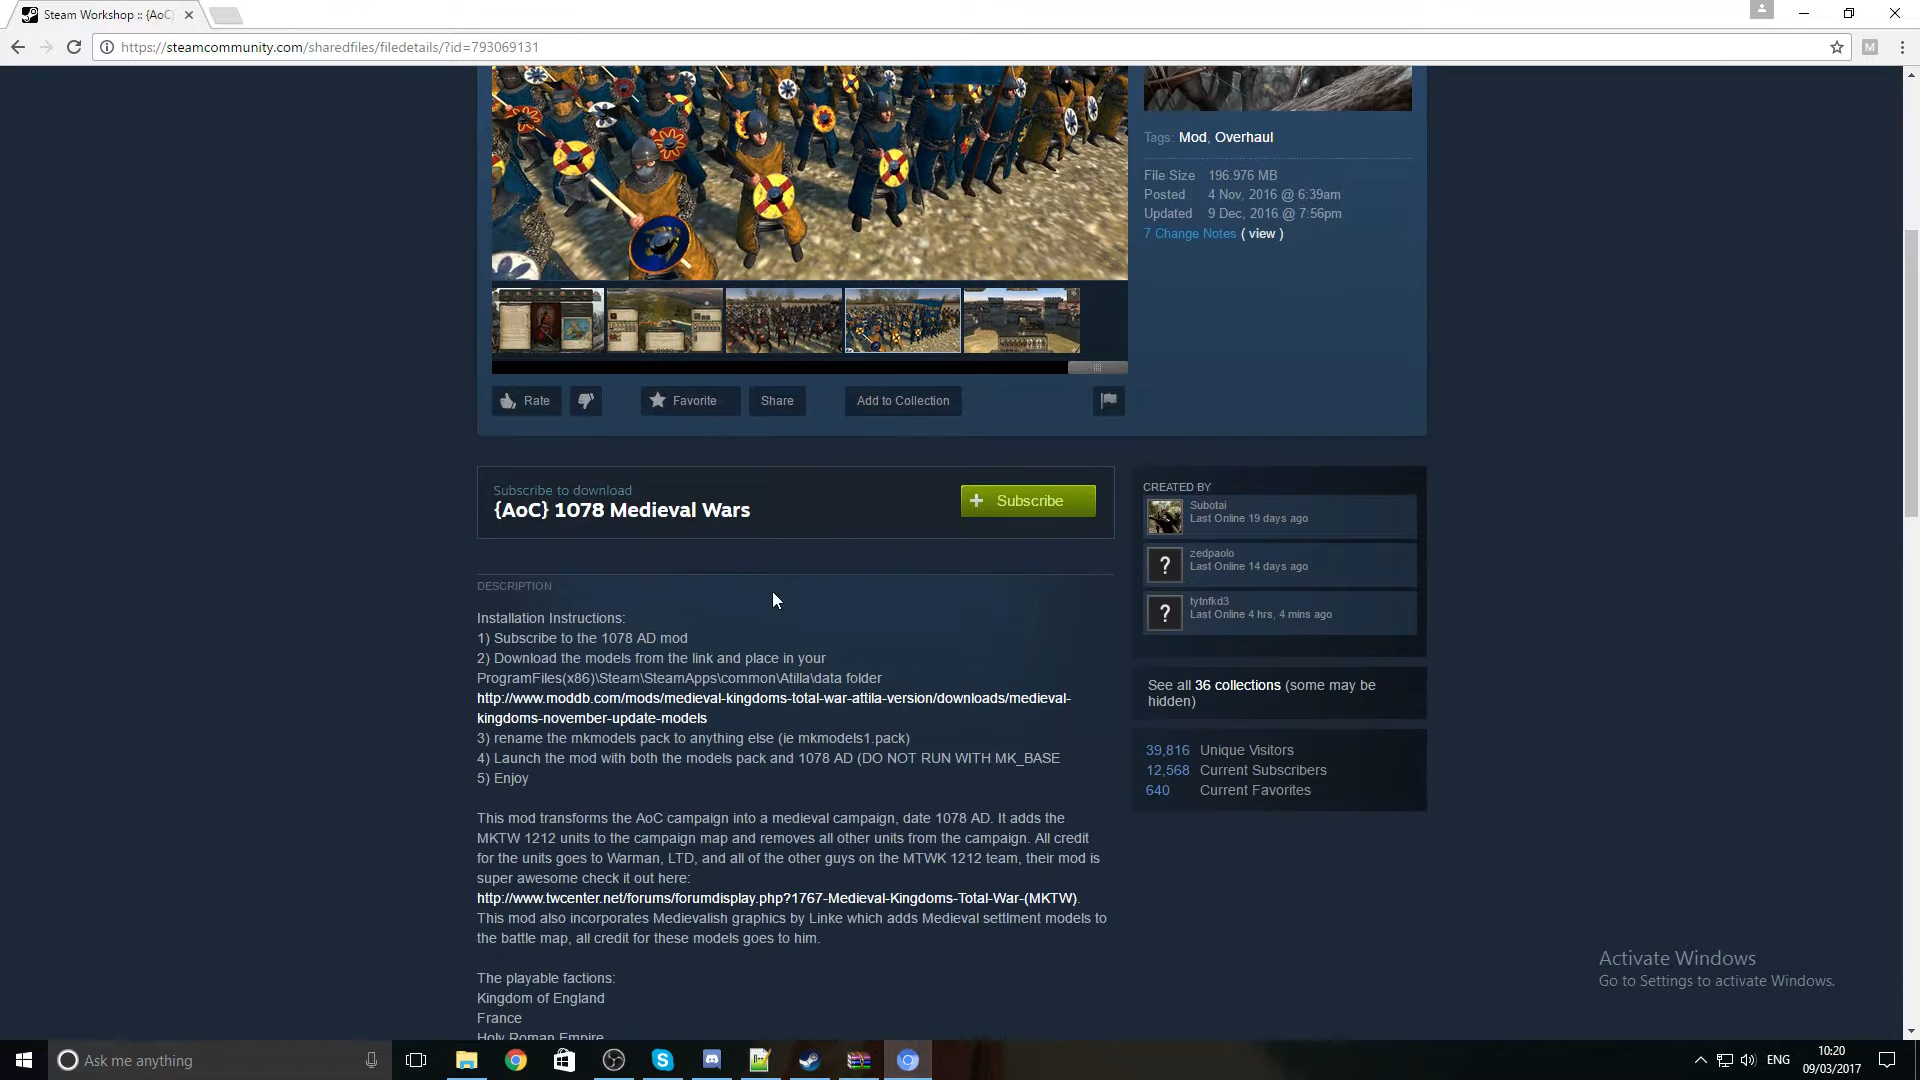 Steam Workshop :: {AoC}
https://steamcommunity.com/sharedfiles/filedetails/?id=793069131
M
Tags: Mod, Overhaul
File Size 196.976 MB
Posted 4 Nov, 2016 @ 6:39am
Updated 9 Dec, 2016 @ 7:56pm
7 Change Notes ( view )
Rate
Favorite
Share
Add to Collection
Subscribe to download
{AoC} 1078 Medieval Wars
+ Subscribe
CREATED BY
Subotai
Last Online 19 days ago
? zedpaolo
Last Online 14 days ago
? tytnfkd3
Last Online 4 hrs, 4 mins ago
See all 36 collections (some may be
hidden)
39,816 Unique Visitors
12,568 Current Subscribers
640 Current Favorites
DESCRIPTION
Installation Instructions:
1) Subscribe to the 1078 AD mod
2) Download the models from the link and place in your
ProgramFiles(x86)\Steam\SteamApps\common\Atilla\data folder
http://www.moddb.com/mods/medieval-kingdoms-total-war-attila-version/downloads/medieval-
kingdoms-november-update-models
3) rename the mkmodels pack to anything else (ie mkmodels1.pack)
4) Launch the mod with both the models pack and 1078 AD (DO NOT RUN WITH MK_BASE
5) Enjoy
This mod transforms the AoC campaign into a medieval campaign, date 1078 AD. It adds the
MKTW 1212 units to the campaign map and removes all other units from the campaign. All credit
for the units goes to Warman, LTD, and all of the other guys on the MTWK 1212 team, their mod is
super awesome check it out here:
http://www.twcenter.net/forums/forumdisplay.php?1767-Medieval-Kingdoms-Total-War-(MKTW).
This mod also incorporates Medievalish graphics by Linke which adds Medieval settlment models to
the battle map, all credit for these models goes to him.
The playable factions:
Kingdom of England
France
Holy Roman Empire
Activate Windows
Go to Settings to activate Windows.
Ask me anything
ENG
10:20
09/03/2017